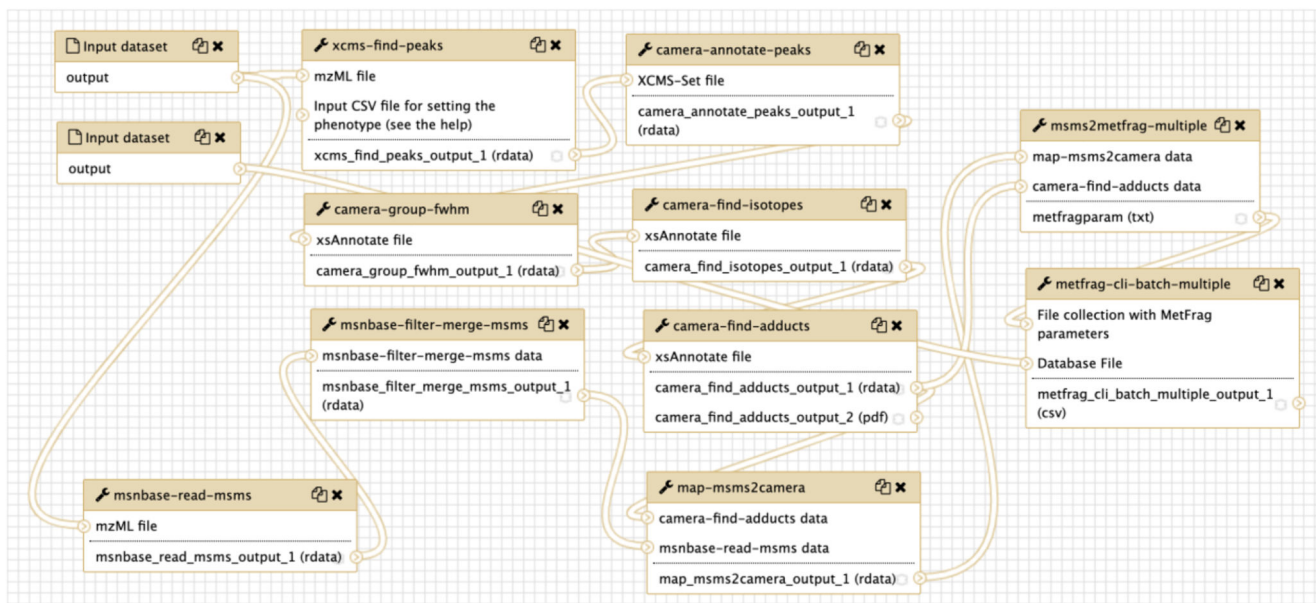 Input dataset
output
Input dataset
output
xcms-find-peaks
mzML file
Input CSV file for setting the
phenotype (see the help)
xcms_find_peaks_output_1 (rdata)
camera-annotate-peaks
XCMS-Set file
camera_annotate_peaks_output_1
(rdata)
camera-group-fwhm
xsAnnotate file
camera_group_fwhm_output_1 (rdata)
camera-find-isotopes
xsAnnotate file
camera_find_isotopes_output_1 (rdata)
msms2metfrag-multiple
map-msms2camera data
camera-find-adducts data
metfragparam (txt)
msnbase-filter-merge-msms
msnbase-filter-merge-msms data
msnbase_filter_merge_msms_output_1
(rdata)
camera-find-adducts
xsAnnotate file
camera_find_adducts_output_1 (rdata)
camera_find_adducts_output_2 (pdf)
metfrag-cli-batch-multiple
File collection with MetFrag
parameters
Database File
metfrag_cli_batch_multiple_output_1
(csv)
msnbase-read-msms
mzML file
msnbase_read_msms_output_1 (rdata)
map-msms2camera
camera-find-adducts data
msnbase-read-msms data
map_msms2camera_output_1 (rdata)